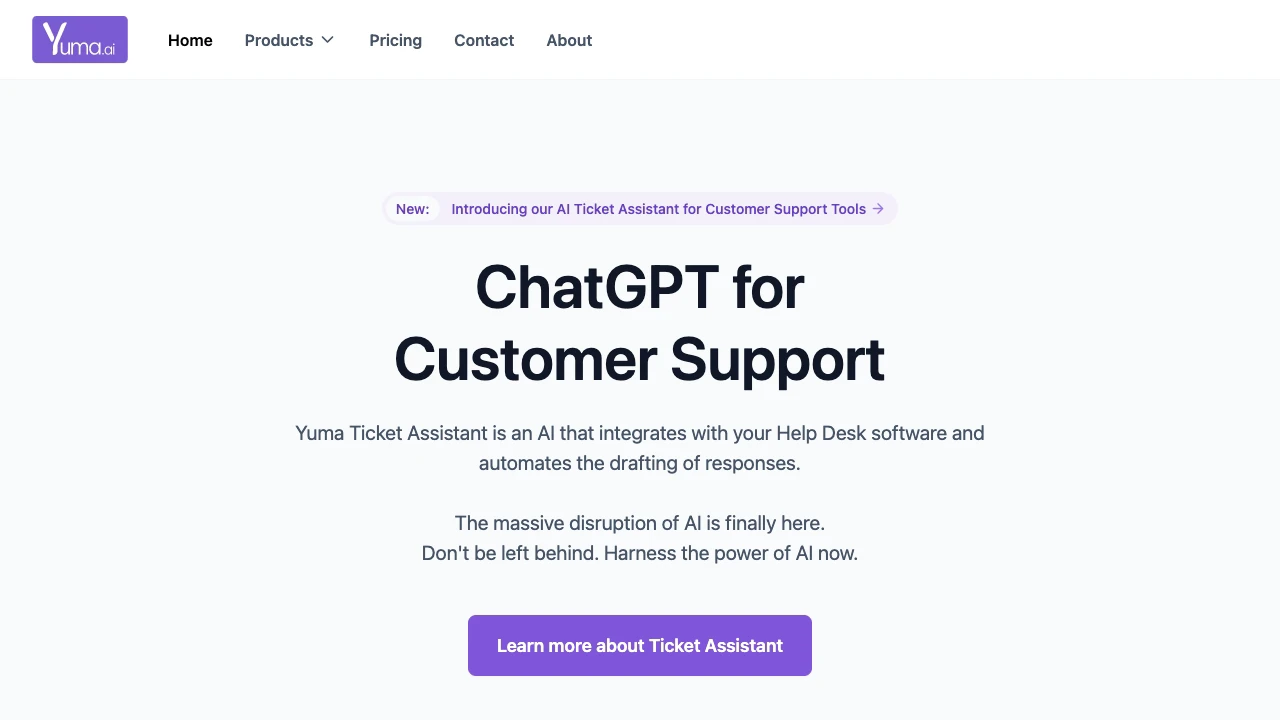 Yuma.ai
Home
Products
Pricing
Contact
About
New:
Introducing our AI Ticket Assistant for Customer Support Tools
ChatGPT for
Customer Support
Yuma Ticket Assistant is an AI that integrates with your Help Desk software and
automates the drafting of responses.
The massive disruption of AI is finally here.
Don't be left behind. Harness the power of AI now.
Learn more about Ticket Assistant